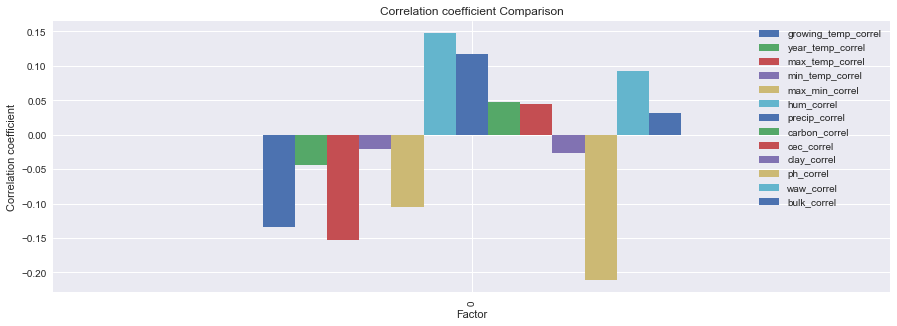 Correlation coefficient Comparison
0.15
0.10
0.05
0.00
−0.05
−0.10
−0.15
−0.20
Correlation coefficient
growing_temp_correl
year_temp_correl
max_temp_correl
min_temp_correl
max_min_correl
hum_correl
precip_correl
carbon_correl
cec_correl
clay_correl
ph_correl
waw_correl
bulk_correl
0
Factor